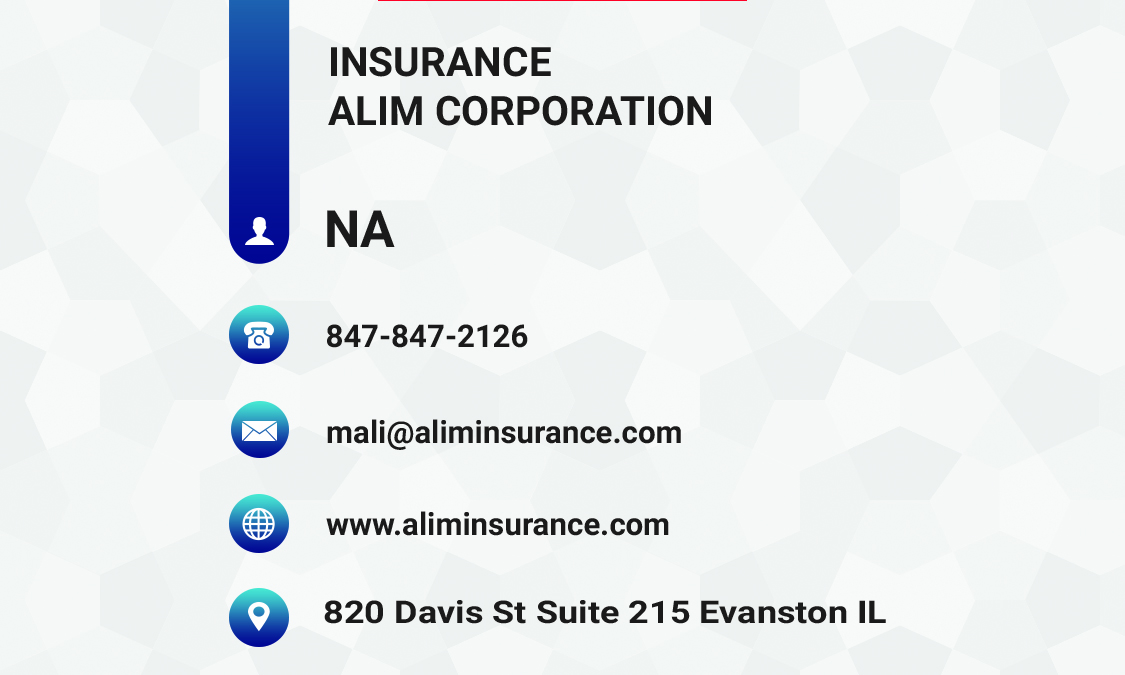 INSURANCE
ALIM CORPORATION
NA
847-847-2126
mali@aliminsurance.com
www.aliminsurance.com
820 Davis St Suite 215 Evanston IL